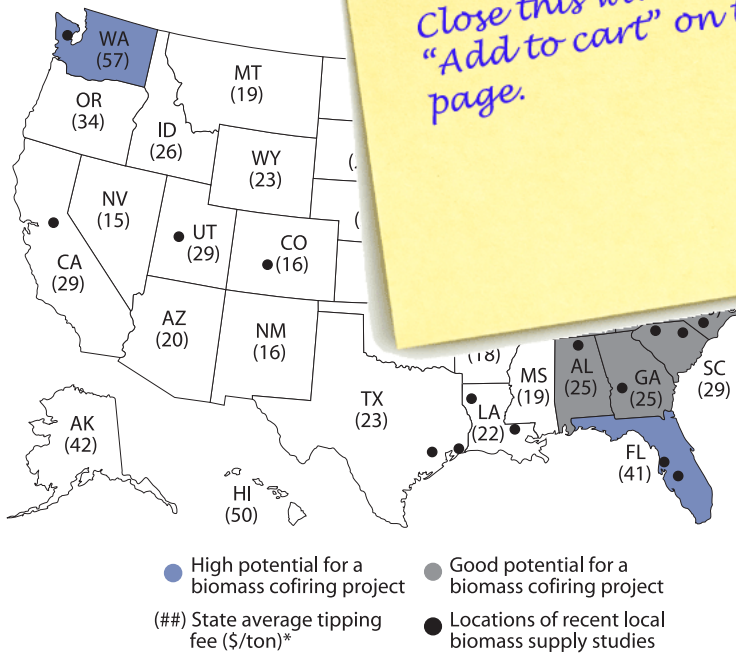 Close this
“Add to cart” on
page.
WA
(57)
MT
(19)
OR
(34)
ID
(26)
WY
(23)
NV
(15)
UT
(29)
CO
(16)
CA
(29)
AZ
(20)
NM
(16)
(18)
AL
(25)
GA
(25)
SC
(29)
MS
(19)
TX
(23)
LA
(22)
AK
(42)
FL
(41)
HI
(50)
High potential for a
biomass cofiring project
Good potential for a
biomass cofiring project
(##) State average tipping
fee ($/ton)*
Locations of recent local
biomass supply studies